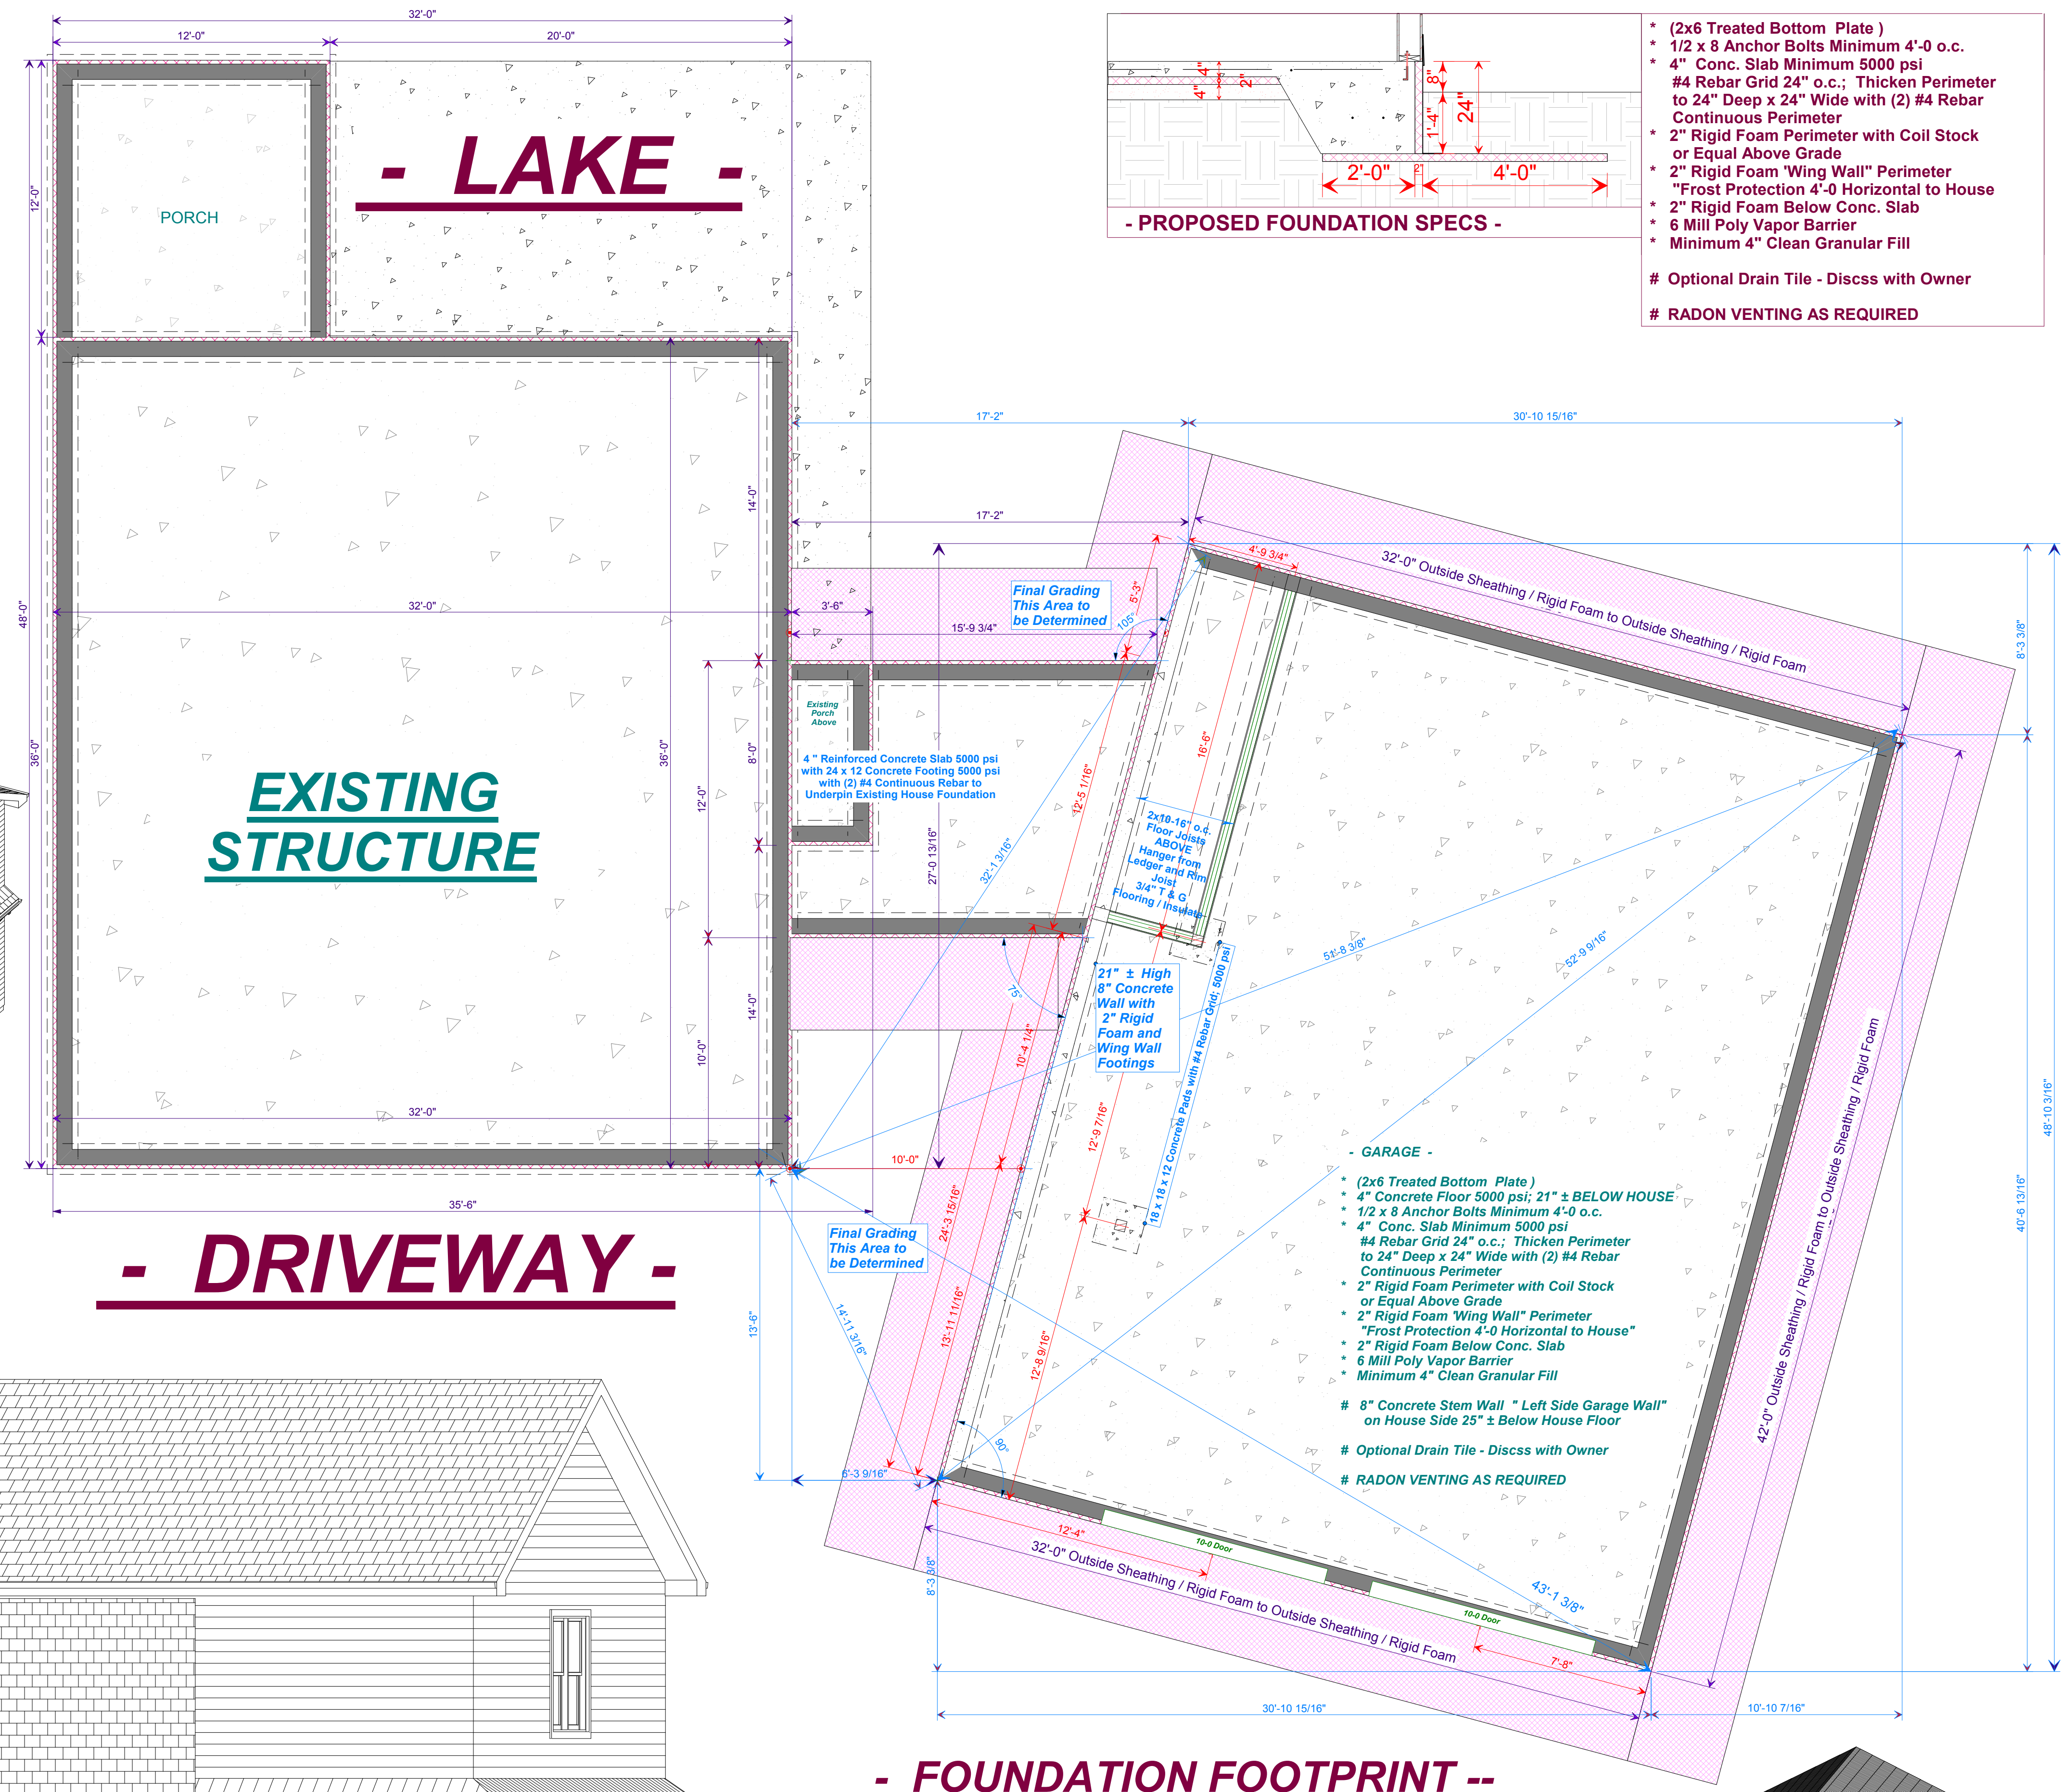 32'-0"
12'-0"
20'-0"
12'-0"
PORCH
- LAKE -
4"
2"
4"
8"
1'-4"
24"
2'-0"
2"
4'-0"
- PROPOSED FOUNDATION SPECS -
* (2x6 Treated Bottom Plate )
* 1/2 x 8 Anchor Bolts Minimum 4'-0 o.c.
* 4" Conc. Slab Minimum 5000 psi
#4 Rebar Grid 24" o.c.; Thicken Perimeter
to 24" Deep x 24" Wide with (2) #4 Rebar
Continuous Perimeter
* 2" Rigid Foam Perimeter with Coil Stock
or Equal Above Grade
* 2" Rigid Foam 'Wing Wall" Perimeter
"Frost Protection 4'-0 Horizontal to House
* 2" Rigid Foam Below Conc. Slab
* 6 Mill Poly Vapor Barrier
* Minimum 4" Clean Granular Fill
# Optional Drain Tile - Discss with Owner
# RADON VENTING AS REQUIRED
17'-2"
30'-10 15/16"
14'-0"
17'-2"
4'-9 3/4"
32'-0" Outside Sheathing / Rigid Foam to Outside Sheathing / Rigid Foam
8'-3 3/8"
48'-0"
32'-0"
3'-6"
15'-9 3/4"
Final Grading
This Area to
be Determined
5'-3"
105°
36'-0"
36'-0"
8'-0"
12'-0"
Existing
Porch
Above
4 " Reinforced Concrete Slab 5000 psi
with 24 x 12 Concrete Footing 5000 psi
with (2) #4 Continuous Rebar to
Underpin Existing House Foundation
EXISTING
STRUCTURE
27'-0 13/16"
32'-1 3/16"
12'-5 1/16"
16'-6"
2x10-16" o.c.
Floor Joists
ABOVE
Hanger from
Ledger and Rim
Joist
3/4" T & G
Flooring / Insulate
51'-8 3/8"
52'-9 9/16"
21" ± High
8" Concrete
Wall with
2" Rigid
Foam and
Wing Wall
Footings
18 x 18 x 12 Concrete Pads with #4 Rebar Grid; 5000 psi
75°
14'-0"
10'-0"
10'-4 1/4"
12'-9 7/16"
42'-0" Outside Sheathing / Rigid Foam to Outside Sheathing / Rigid Foam
48'-10 3/16"
40'-6 13/16"
32'-0"
10'-0"
35'-6"
- DRIVEWAY -
Final Grading
This Area to
be Determined
24'-3 15/16"
13'-11 11/16"
12'-8 9/16"
13'-6"
14'-11 3/16"
6'-3 9/16"
90°
- GARAGE -
* (2x6 Treated Bottom Plate )
* 4" Concrete Floor 5000 psi; 21" ± BELOW HOUSE
* 1/2 x 8 Anchor Bolts Minimum 4'-0 o.c.
* 4" Conc. Slab Minimum 5000 psi
#4 Rebar Grid 24" o.c.; Thicken Perimeter
to 24" Deep x 24" Wide with (2) #4 Rebar
Continuous Perimeter
* 2" Rigid Foam Perimeter with Coil Stock
or Equal Above Grade
* 2" Rigid Foam 'Wing Wall" Perimeter
"Frost Protection 4'-0 Horizontal to House"
* 2" Rigid Foam Below Conc. Slab
* 6 Mill Poly Vapor Barrier
* Minimum 4" Clean Granular Fill
# 8" Concrete Stem Wall " Left Side Garage Wall"
on House Side 25" ± Below House Floor
# Optional Drain Tile - Discss with Owner
# RADON VENTING AS REQUIRED
12'-4"
10-0 Door
10-0 Door
43'-1 3/8"
7'-8"
32'-0" Outside Sheathing / Rigid Foam to Outside Sheathing / Rigid Foam
8'-3 3/8"
30'-10 15/16"
10'-10 7/16"
- FOUNDATION FOOTPRINT --